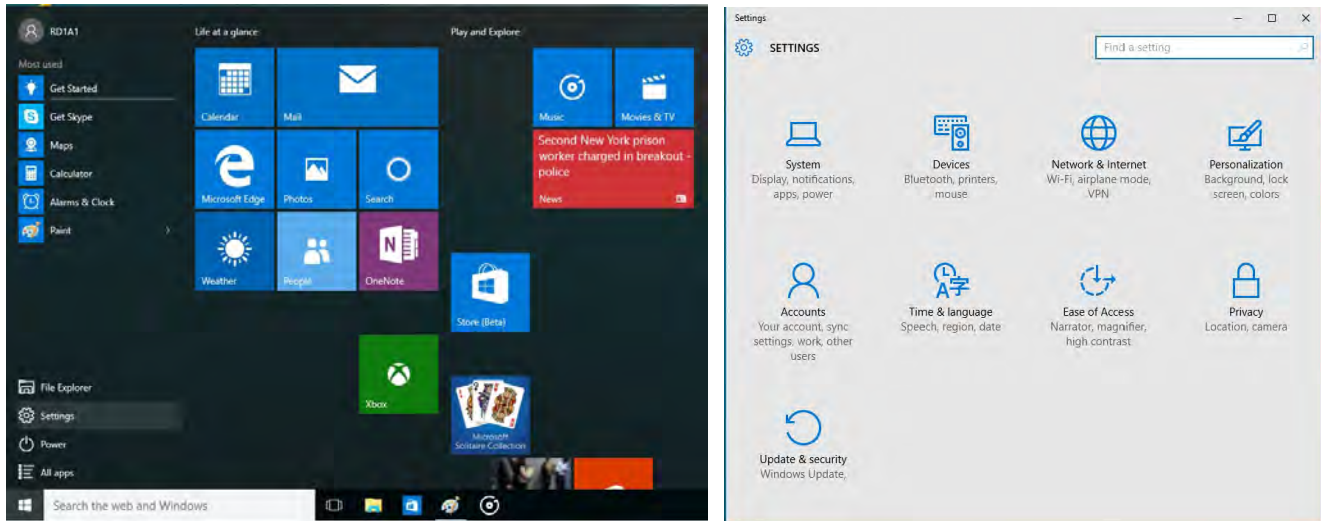 RD1A1
Life at a glance
Play and Explore
Most used
Get Started
Get Skype
Maps
Calculator
Alarms & Clock
Paint
Calendar
Mail
Music
Movies & TV
Microsoft Edge
Photos
Search
Second New York prison
worker charged in breakout -
police
News
Weather
People
OneNote
Store (Beta)
Xbox
Microsoft
Solitaire Collection
File Explorer
Settings
Power
All apps
Search the web and Windows
Settings
SETTINGS
Find a setting
System
Display, notifications,
apps, power
Devices
Bluetooth, printers,
mouse
Network & Internet
Wi-Fi, airplane mode,
VPN
Personalization
Background, lock
screen, colors
Accounts
Your account, sync
settings, work, other
users
Time & language
Speech, region, date
Ease of Access
Narrator, magnifier,
high contrast
Privacy
Location, camera
Update & security
Windows Update,